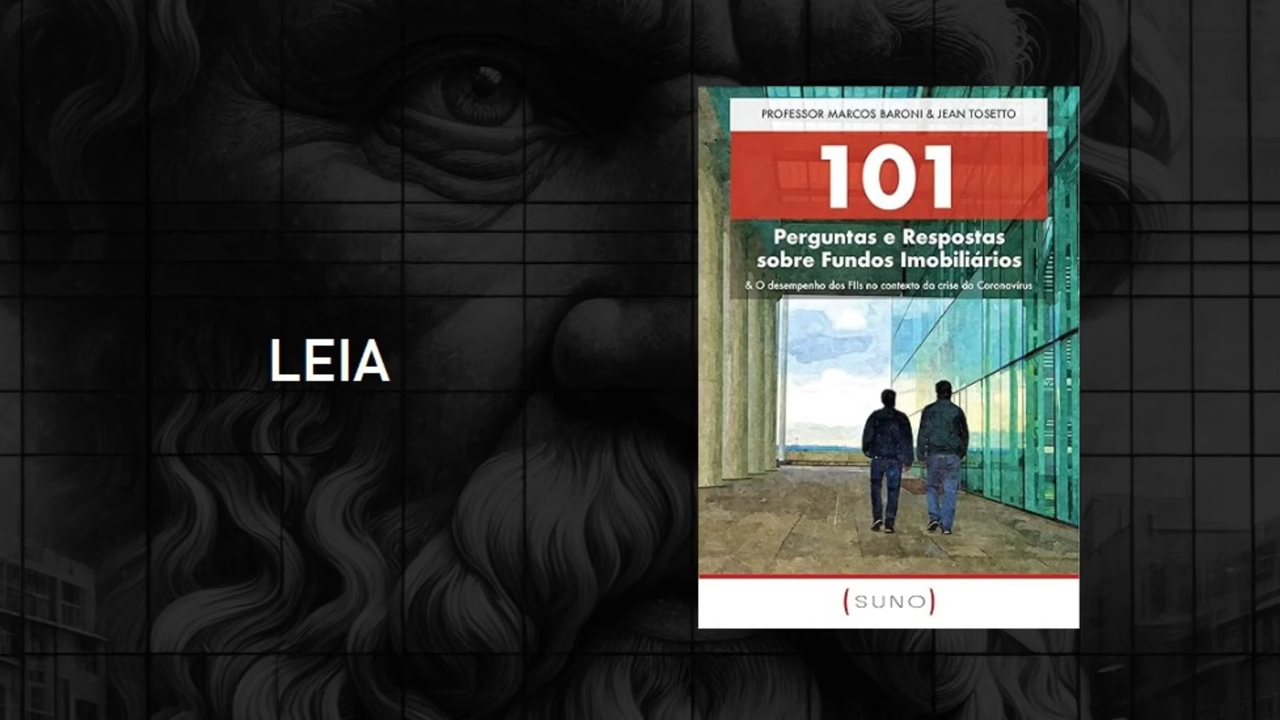 LEIA
PROFESSOR MARCOS BARONI & JEAN TOSETTO
101
Perguntas e Respostas
sobre Fundos Imobiliários
& O desempenho dos FIIs no contexto da crise do Coronavírus
(SUNO)